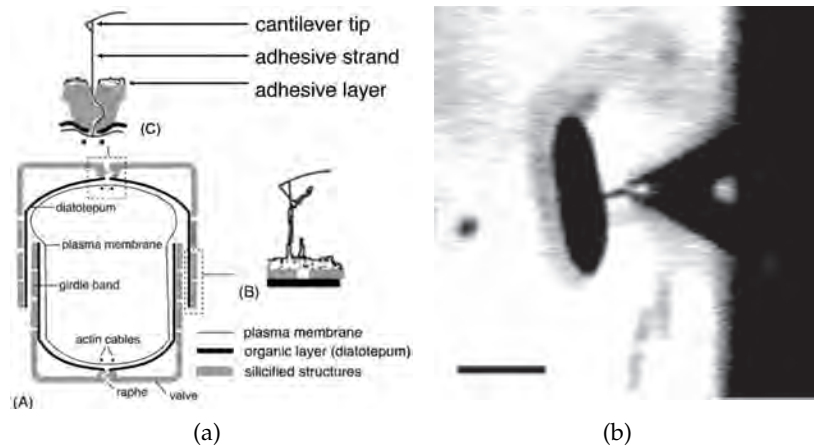 cantilever tip
adhesive strand
adhesive layer
(C)
diatotepum
plasma membrane
girdle band
(B)
actin cables
plasma membrane
organic layer (diatotepum)
silicified structures
raphe
valve
(A)
(a)
(b)